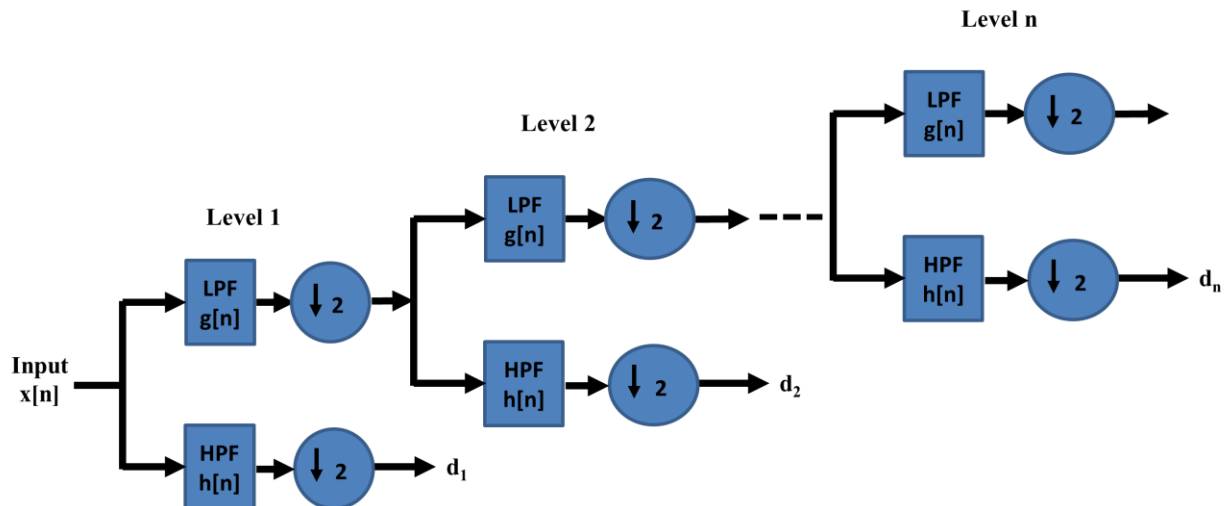 Level n
LPF
g[n]
↓ 2
Level 2
LPF
g[n]
↓ 2
Level 1
HPF
h[n]
↓ 2
d_n
LPF
g[n]
↓ 2
Input
x[n]
HPF
h[n]
↓ 2
d_2
HPF
h[n]
↓ 2
d_1